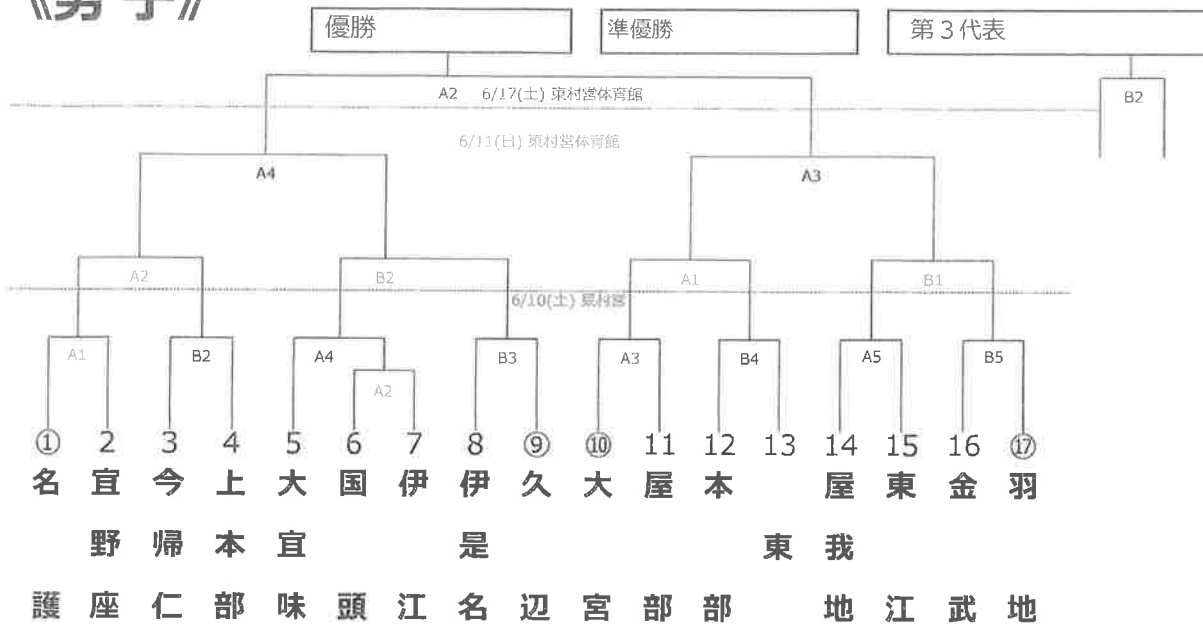 《男子》
優勝
準優勝
第3代表
A2 6/17(土) 東村営体育館
B2
6/11(日) 東村営体育館
A4
A3
A2
B2
A1
B1
6/10(土) 東村営
A1
B2
A4
B3
A3
B4
A5
B5
A2
① 2 3 4 5 6 7 8 ⑨ ⑩ 11 12 13 14 15 16 ⑰
名護
宜野座
今帰仁
上本部
大宜味
国頭
伊江
伊是名
久辺
大宮
屋部
本部
東
屋我地
東江
金武
羽地